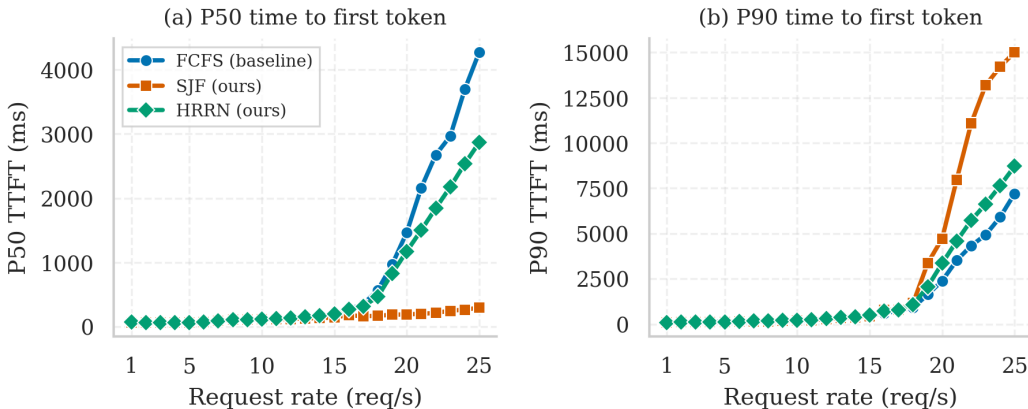 (a) P50 time to first token
4000
3000
2000
1000
0
P50 TTFT (ms)
FCFS (baseline)
SJF (ours)
HRRN (ours)
1 5 10 15 20 25
Request rate (req/s)
(b) P90 time to first token
15000
12500
10000
7500
5000
2500
0
P90 TTFT (ms)
1 5 10 15 20 25
Request rate (req/s)